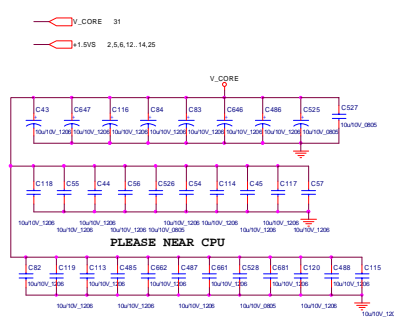 V_CORE 31
+1.5VS 2,5,6,12..14,25
V_CORE
C43 C647 C116 C84 C83 C646 C486 C525 C527
10u/10V_1206 10u/10V_1206 10u/10V_1206 10u/10V_1206 10u/10V_1206 10u/10V_1206 10u/10V_1206 10u/10V_0805 10u/10V_0805
C118 C55 C44 C56 C526 C54 C114 C45 C117 C57
10u/10V_1206 10u/10V_1206 10u/10V_0805 10u/10V_1206 10u/10V_1206
10u/10V_1206 10u/10V_1206 10u/10V_1206 10u/10V_1206 10u/10V_1206
PLEASE NEAR CPU
C82 C119 C113 C485 C662 C487 C661 C528 C681 C120 C488 C115
10u/10V_1206 10u/10V_1206 10u/10V_1206 10u/10V_1206 10u/10V_1206 10u/10V_1206
10u/10V_1206 10u/10V_1206 10u/10V_1206 10u/10V_0805 10u/10V_1206